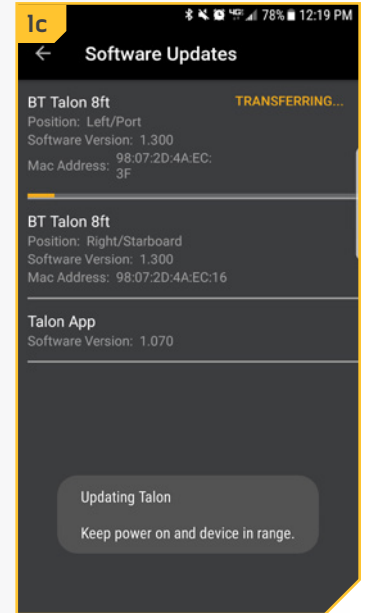 1c
4G 78% 12:19 PM
Software Updates
BT Talon 8ft TRANSFERRING...
Position: Left/Port
Software Version: 1.300
Mac Address: 98:07:2D:4A:EC:
3F
BT Talon 8ft
Position: Right/Starboard
Software Version: 1.300
Mac Address: 98:07:2D:4A:EC:16
Talon App
Software Version: 1.070
Updating Talon
Keep power on and device in range.